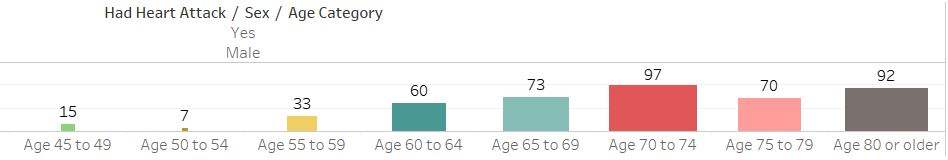 Had Heart Attack / Sex / Age Category
Yes
Male
15 7 33 60 73 97 70 92
Age 45 to 49 Age 50 to 54 Age 55 to 59 Age 60 to 64 Age 65 to 69 Age 70 to 74 Age 75 to 79 Age 80 or older